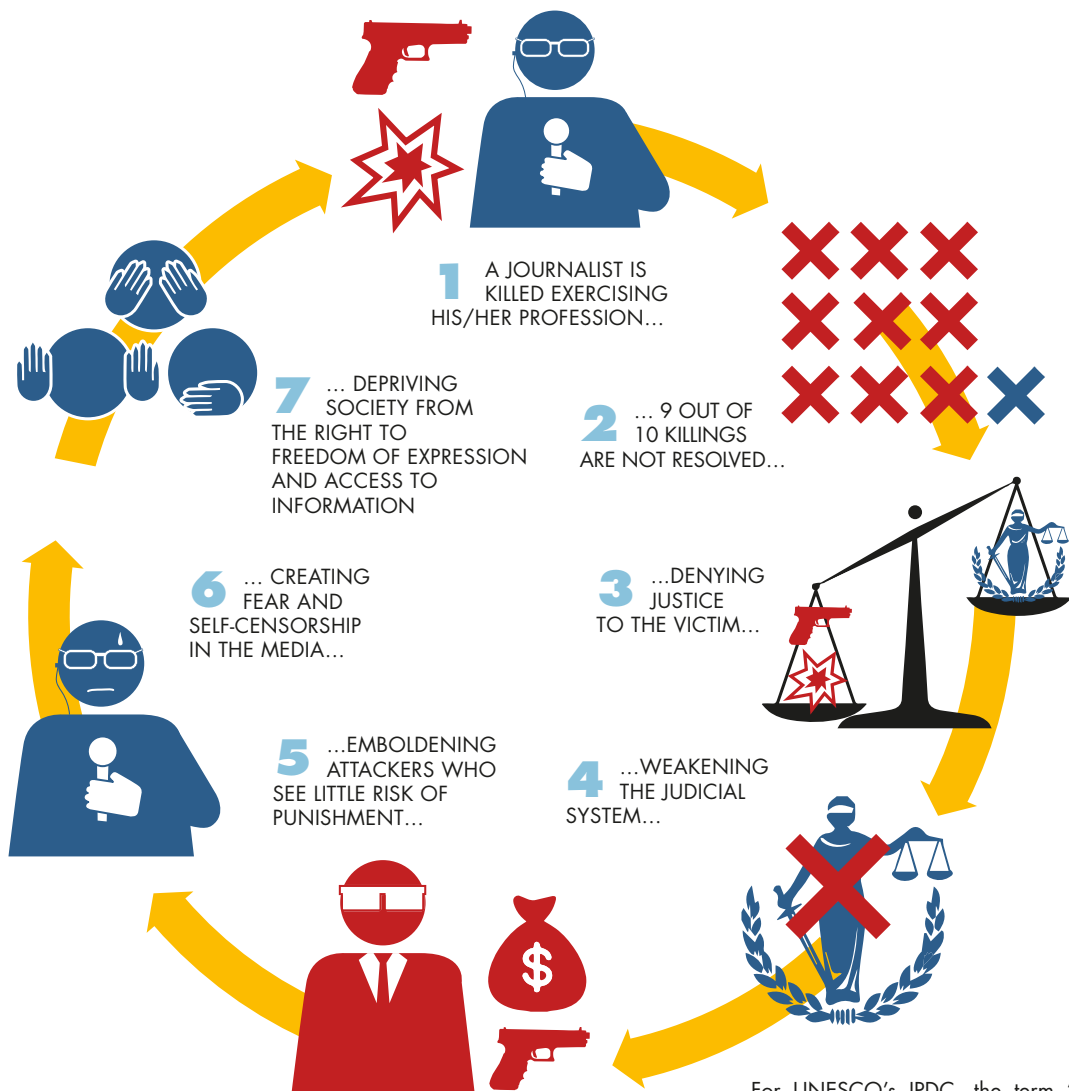 1 A JOURNALIST IS
KILLED EXERCISING
HIS/HER PROFESSION…
2 … 9 OUT OF
10 KILLINGS
ARE NOT RESOLVED…
3 …DENYING
JUSTICE
TO THE VICTIM…
4 …WEAKENING
THE JUDICIAL
SYSTEM…
5 …EMBOLDENING
ATTACKERS WHO
SEE LITTLE RISK OF
PUNISHMENT…
6 … CREATING
FEAR AND
SELF-CENSORSHIP
IN THE MEDIA…
7 … DEPRIVING
SOCIETY FROM
THE RIGHT TO
FREEDOM OF EXPRESSION
AND ACCESS TO
INFORMATION
$
For UNESCO's IPDC, the term